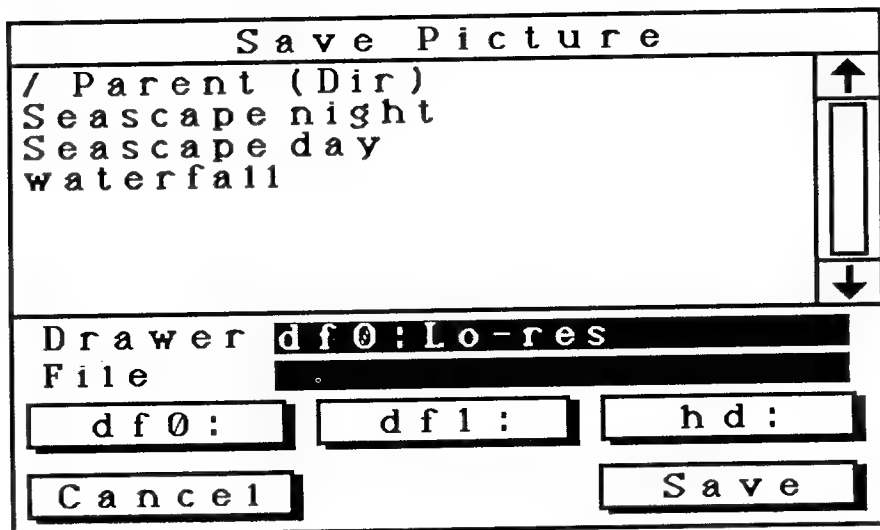 Save Picture
/ Parent (Dir)
Seascape night
Seascape day
waterfall
Drawer df0:Lo-res
File
df0: df1: hd:
Cancel Save